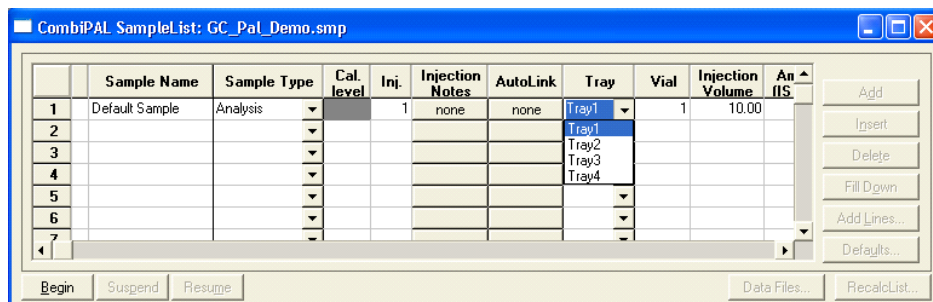 CombiPAL SampleList: GC_Pal_Demo.smp
Sample Name Sample Type Cal. level Inj. Injection Notes AutoLink Tray Vial Injection Volume
Add
1 Default Sample Analysis 1 none none Tray1 1 10.00
Insert
2 Tray1
Tray2
3 Tray3
Delete
4 Tray4
Fill Down
5
6
Add Lines...
7
Defaults...
Begin Suspend Resume Data Files... RecalcList...